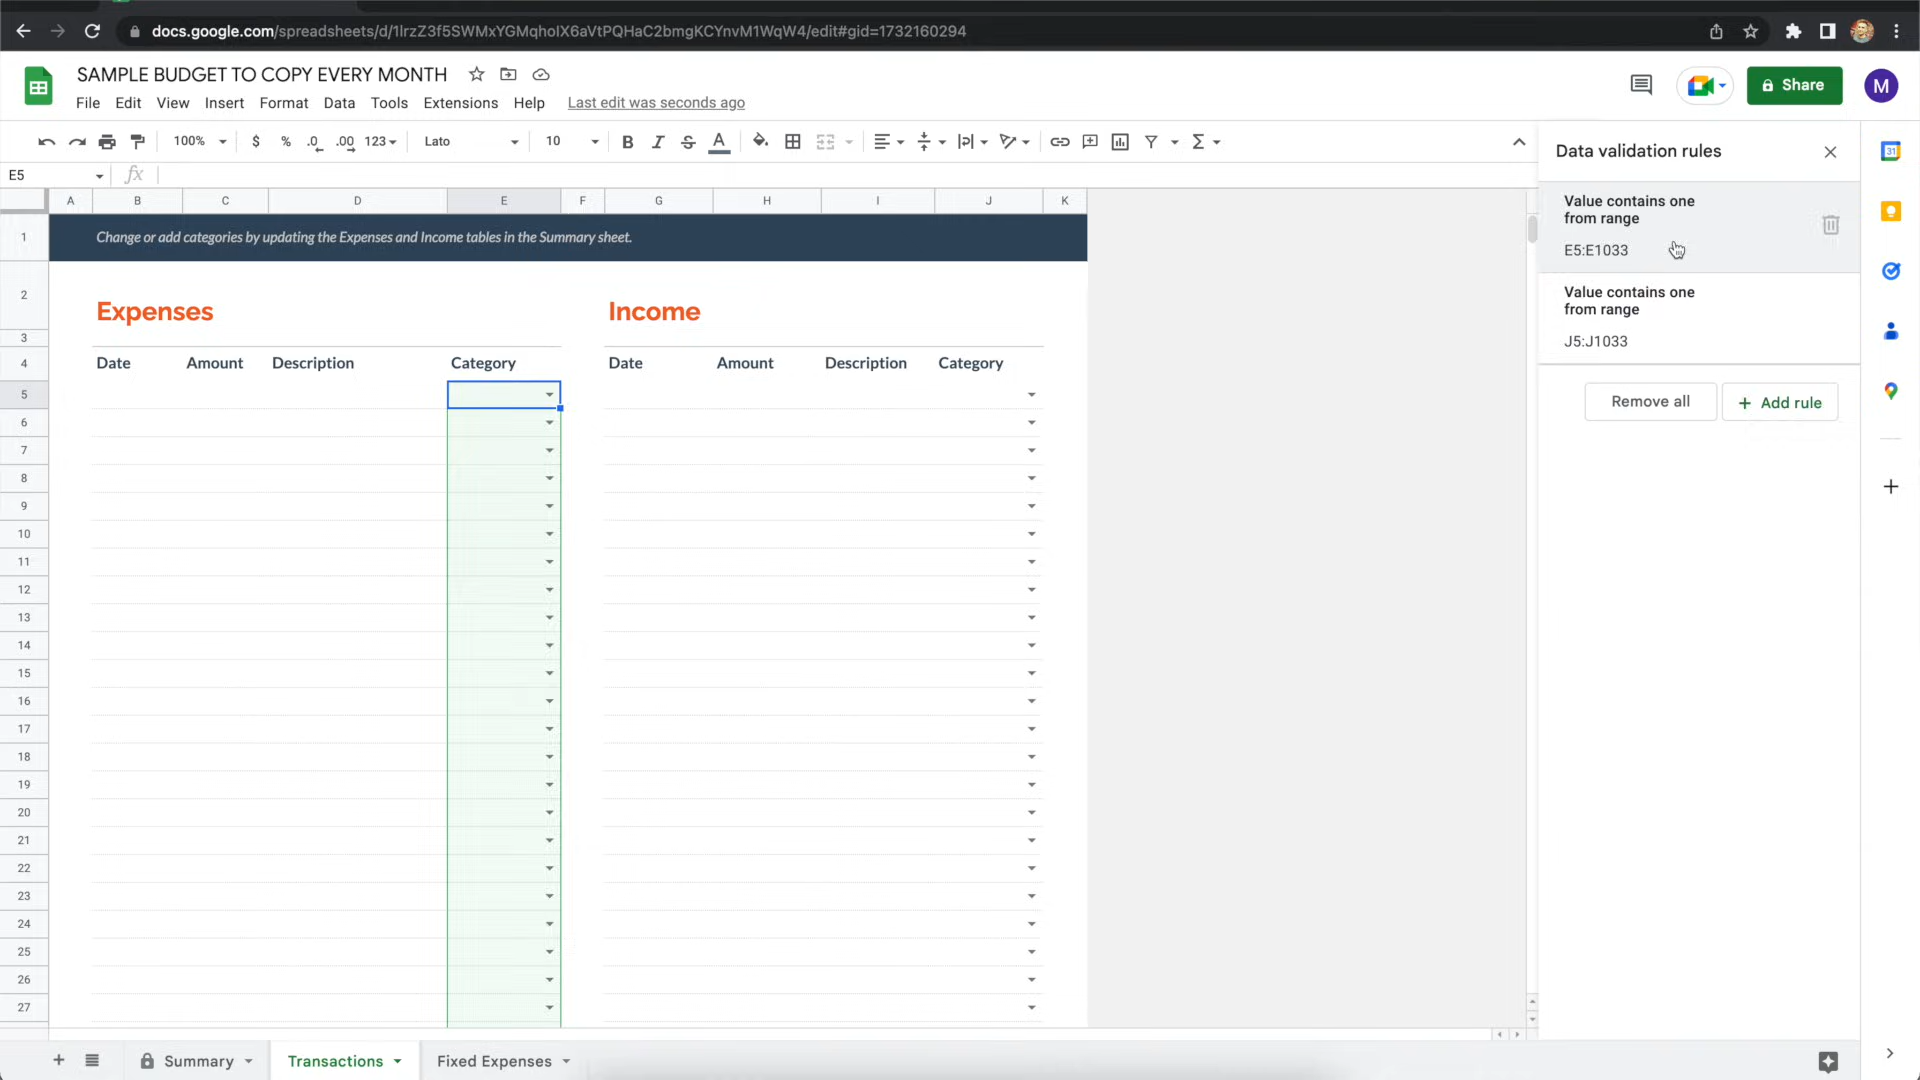 docs.google.com/spreadsheets/d/1lrzZ3f5SWMxYGMqhoIX6aVtPQHaC2bmgKCYnvM1WqW4/edit#gid=1732160294
SAMPLE BUDGET TO COPY EVERY MONTH
File Edit View Insert Format Data Tools Extensions Help Last edit was seconds ago
Share
M
100% $ % .0 .00 123 Lato 10 B I S A
Data validation rules
E5 fx
A B C D E F G H I J K
Value contains one
from range
E5:E1033
Value contains one
from range
J5:J1033
Remove all + Add rule
31
1 Change or add categories by updating the Expenses and Income tables in the Summary sheet.
2 Expenses Income
3
4 Date Amount Description Category Date Amount Description Category
5
6
7
8
9
10
11
12
13
14
15
16
17
18
19
20
21
22
23
24
25
26
27
+ Summary Transactions Fixed Expenses